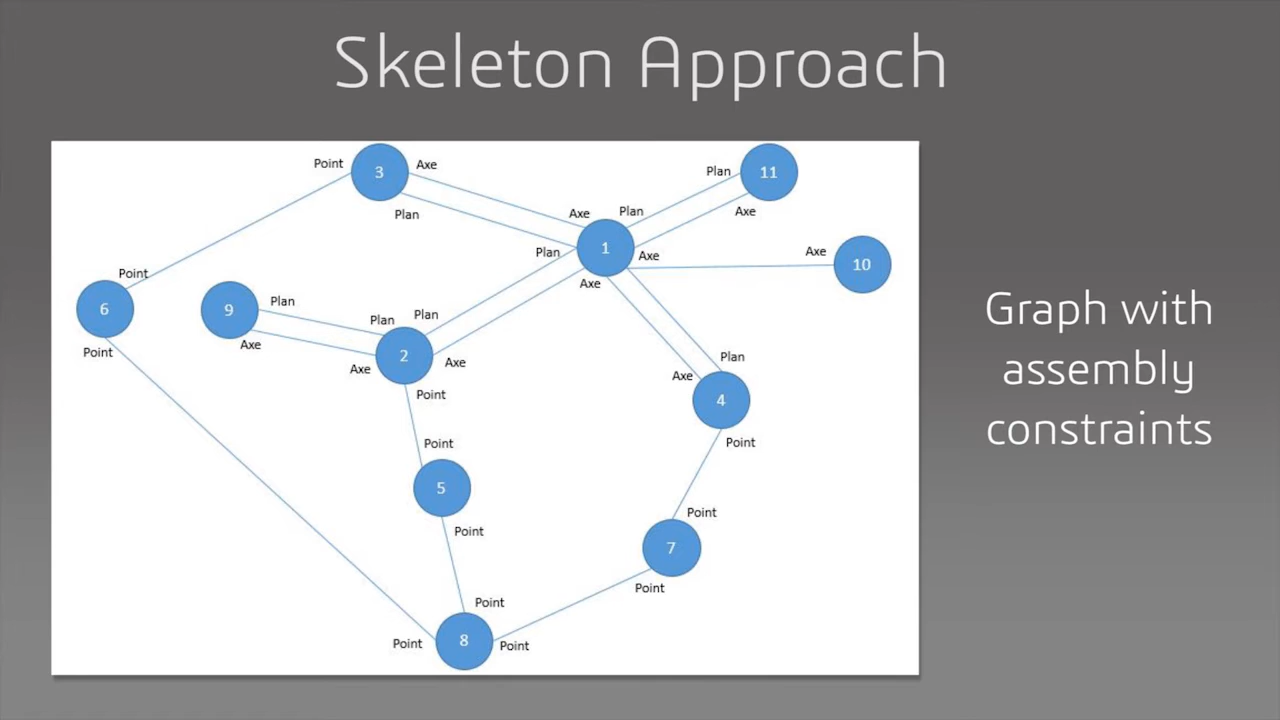 Skeleton Approach
Point 3 Axe
Plan 11
Plan
Axe Plan Axe
Plan 1 Axe
Axe 10
Point
Axe
6 9 Plan
Plan Plan
Point Axe
2
Axe Axe
Plan
Axe
Point 4
Point Point
5
Point Point
7
Point
Point
8
Point Point
Graph with
assembly
constraints